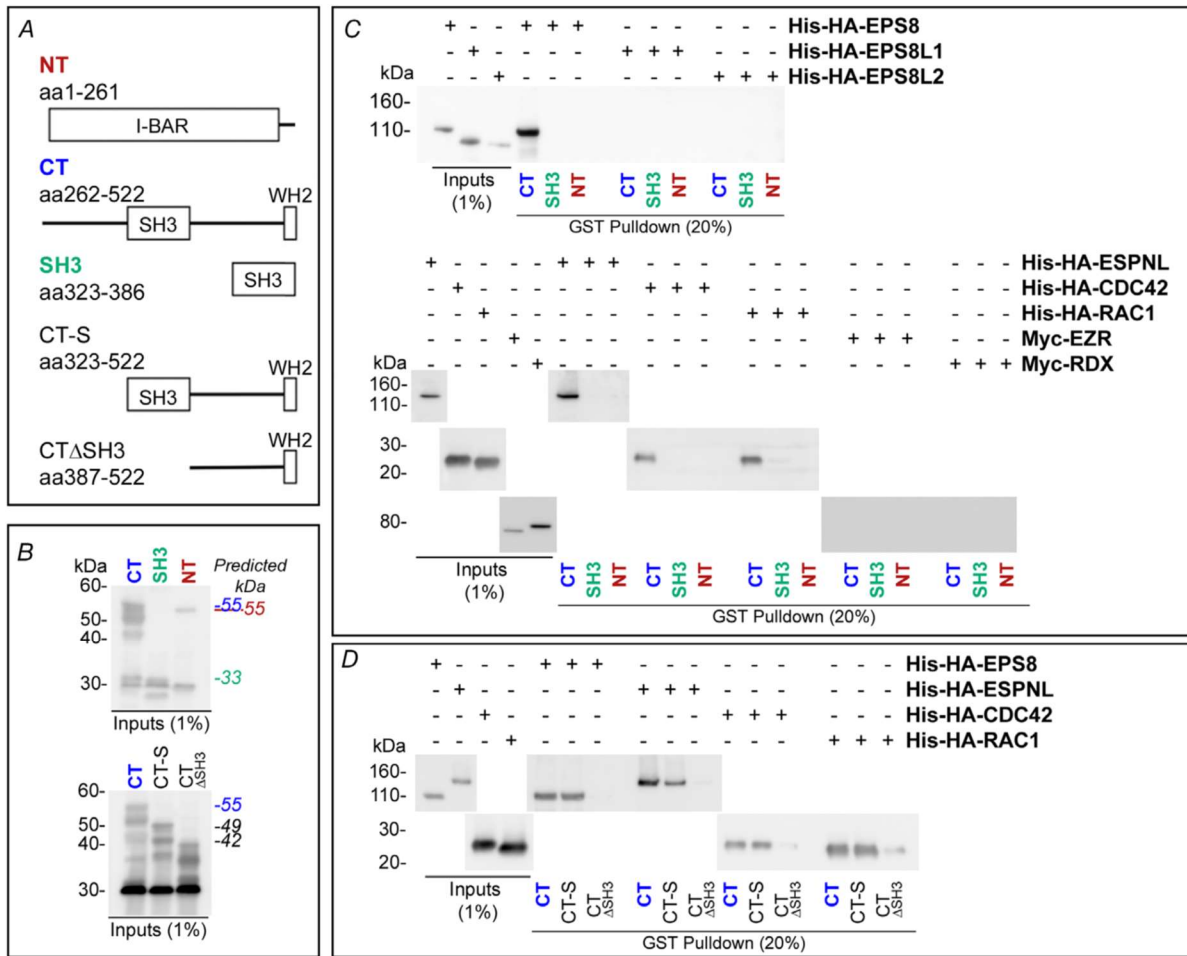 A
NT
aa1-261
I-BAR
CT
aa262-522
WH2
SH3
SH3
aa323-386
SH3
CT-S
aa323-522
WH2
SH3
CTΔSH3
aa387-522
WH2
B
kDa
CT
SH3
NT
Predicted
kDa
60-
50-
40-
30-
-55
-55
-33
Inputs (1%)
CT
CT-S
CT ΔSH3
60-
50-
40-
30-
-55
-49
-42
Inputs (1%)
C
+ - - + + + - - - - - - His-HA-EPS8
- + - - - - + + + - - - His-HA-EPS8L1
- - + - - - - - - + + + His-HA-EPS8L2
kDa
160-
110-
Inputs
(1%)
CT SH3 NT CT SH3 NT CT SH3 NT
GST Pulldown (20%)
+ - - - - + + + - - - - - - - - - - - - His-HA-ESPNL
- + - - - - - - + + + - - - - - - - - - His-HA-CDC42
- - + - - - - - - - - + + + - - - - - - His-HA-RAC1
- - - + - - - - - - - - - - + + + - - - Myc-EZR
- - - - + - - - - - - - - - - - - + + + Myc-RDX
kDa
160-
110-
30-
20-
80-
Inputs
(1%)
CT SH3 NT CT SH3 NT CT SH3 NT CT SH3 NT CT SH3 NT
GST Pulldown (20%)
D
+ - - - + + + - - - - - - - - - His-HA-EPS8
- + - - - - - + + + - - - - - - His-HA-ESPNL
- - + - - - - - - - + + + - - - His-HA-CDC42
- - - + - - - - - - - - - + + + His-HA-RAC1
kDa
160-
110-
30-
20-
Inputs
(1%)
CT CT-S CT ΔSH3 CT CT-S CT ΔSH3 CT CT-S CT ΔSH3 CT CT-S CT ΔSH3
GST Pulldown (20%)